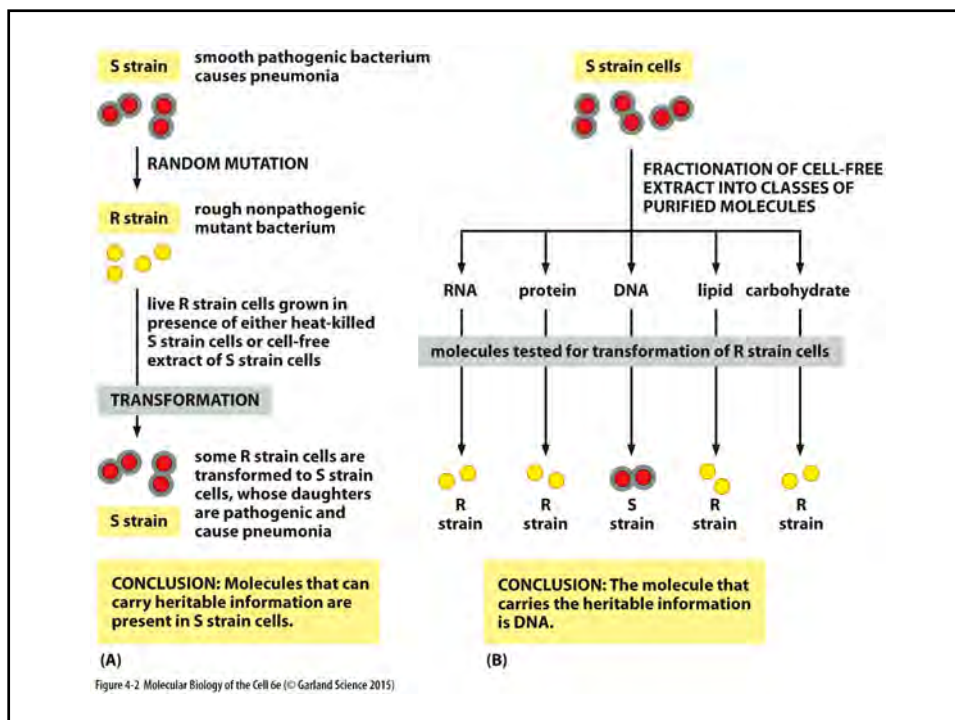 S strain
smooth pathogenic bacterium
causes pneumonia
RANDOM MUTATION
R strain
rough nonpathogenic
mutant bacterium
live R strain cells grown in
presence of either heat-killed
S strain cells or cell-free
extract of S strain cells
TRANSFORMATION
some R strain cells are
transformed to S strain
cells, whose daughters
are pathogenic and
cause pneumonia
S strain
CONCLUSION: Molecules that can
carry heritable information are
present in S strain cells.
(A)
S strain cells
FRACTIONATION OF CELL-FREE
EXTRACT INTO CLASSES OF
PURIFIED MOLECULES
RNA protein DNA lipid carbohydrate
molecules tested for transformation of R strain cells
R R S R R
strain strain strain strain strain
CONCLUSION: The molecule that
carries the heritable information
is DNA.
(B)
Figure 4-2 Molecular Biology of the Cell 6e (© Garland Science 2015)